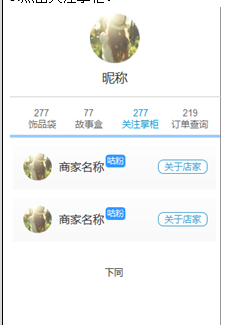 昵称
277 77 277 219
饰品袋 故事盒 关注掌柜 订单查询
商家名称 咕粉 关于店家
商家名称 咕粉 关于店家
下同